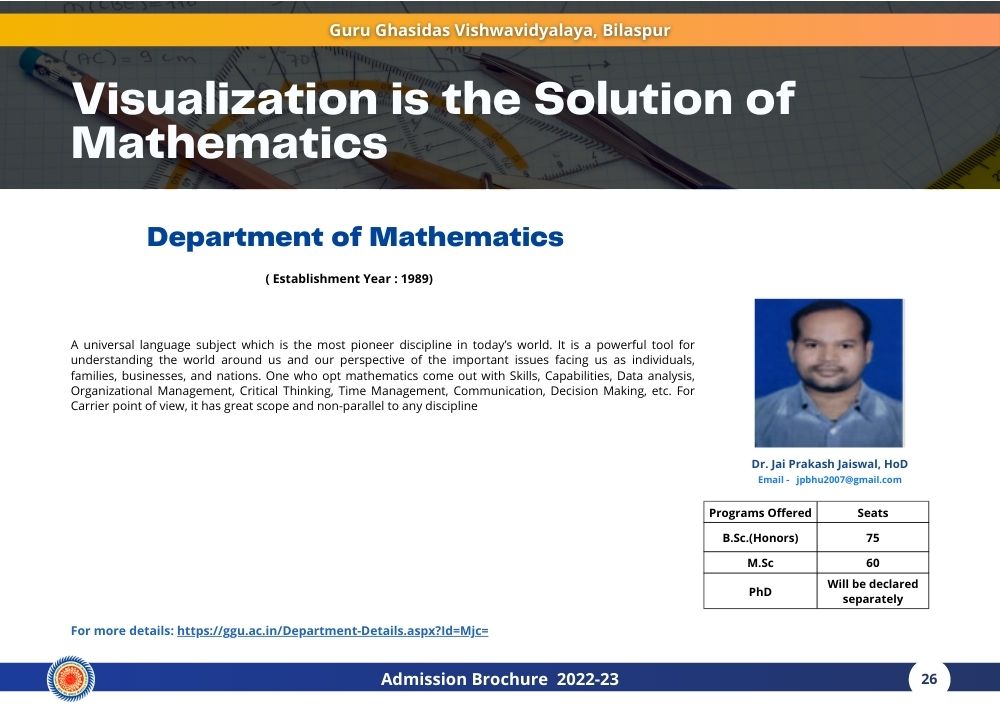 Guru Ghasidas Vishwavidyalaya, Bilaspur
Visualization is the Solution of
Mathematics
Department of Mathematics
( Establishment Year : 1989)
A universal language subject which is the most pioneer discipline in today's world. It is a powerful tool for
understanding the world around us and our perspective of the important issues facing us as individuals,
families, businesses, and nations. One who opt mathematics come out with Skills, Capabilities, Data analysis,
Organizational Management, Critical Thinking, Time Management, Communication, Decision Making, etc. For
Carrier point of view, it has great scope and non-parallel to any discipline
Dr. Jai Prakash Jaiswal, HoD
Email - jpbhu2007@gmail.com
Programs Offered Seats
B.Sc.(Honors) 75
M.Sc 60
PhD Will be declared
separately
For more details: https://ggu.ac.in/Department-Details.aspx?Id=Mjc=
Admission Brochure 2022-23
26